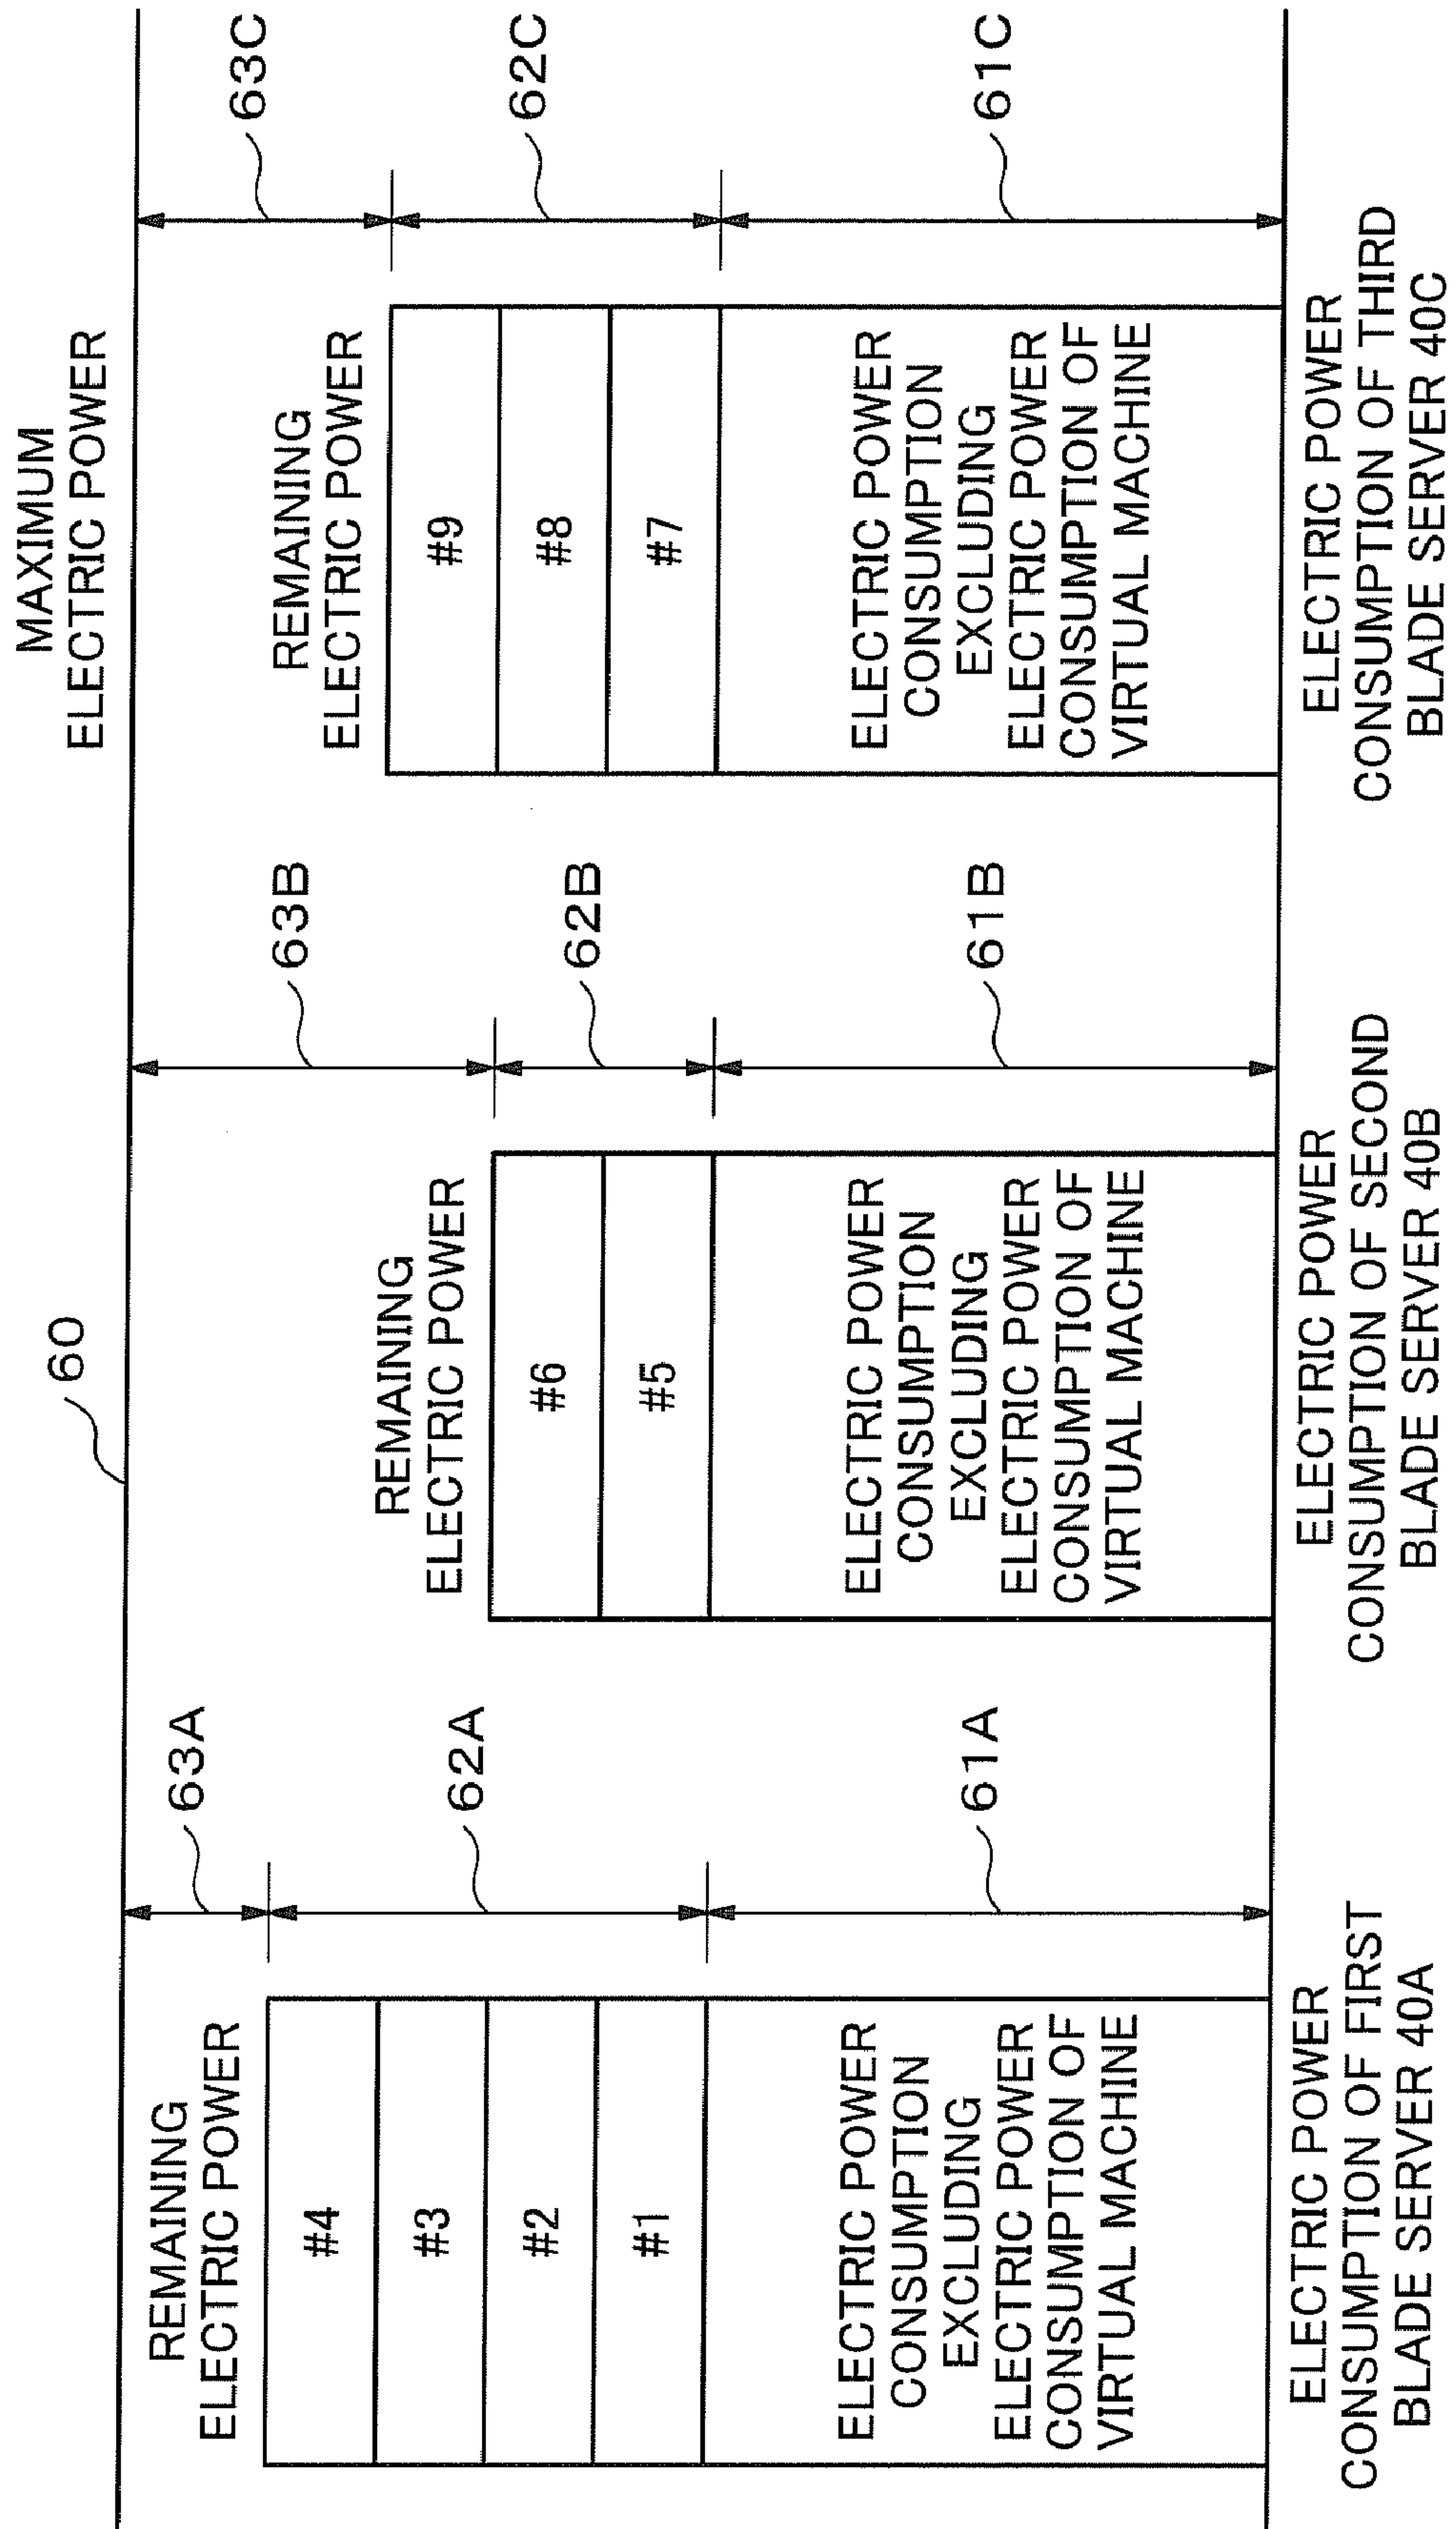 MAXIMUM
ELECTRIC POWER
60
REMAINING
ELECTRIC POWER
63A
#4
#3
#2
#1
62A
ELECTRIC POWER
CONSUMPTION
EXCLUDING
ELECTRIC POWER
CONSUMPTION OF
VIRTUAL MACHINE
61A
ELECTRIC POWER
CONSUMPTION OF FIRST
BLADE SERVER 40A
REMAINING
ELECTRIC POWER
63B
#6
#5
62B
ELECTRIC POWER
CONSUMPTION
EXCLUDING
ELECTRIC POWER
CONSUMPTION OF
VIRTUAL MACHINE
61B
ELECTRIC POWER
CONSUMPTION OF SECOND
BLADE SERVER 40B
REMAINING
ELECTRIC POWER
63C
#9
#8
#7
62C
ELECTRIC POWER
CONSUMPTION
EXCLUDING
ELECTRIC POWER
CONSUMPTION OF
VIRTUAL MACHINE
61C
ELECTRIC POWER
CONSUMPTION OF THIRD
BLADE SERVER 40C